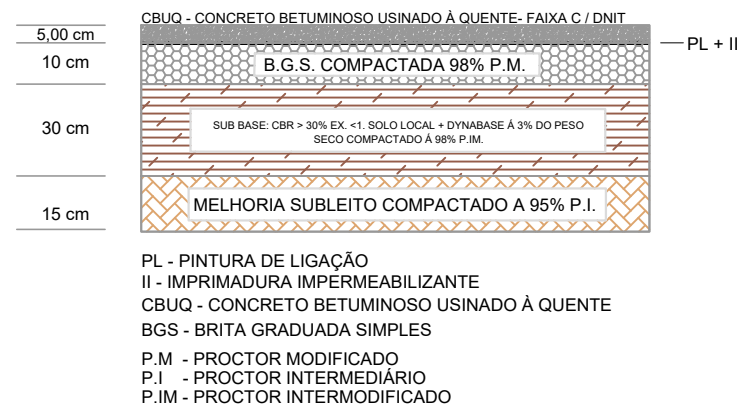 CBUQ - CONCRETO BETUMINOSO USINADO À QUENTE- FAIXA C / DNIT
5,00 cm
PL + II
10 cm
B.G.S. COMPACTADA 98% P.M.
30 cm
SUB BASE: CBR > 30% EX. <1. SOLO LOCAL + DYNABASE Á 3% DO PESO
SECO COMPACTADO Á 98% P.IM.
15 cm
MELHORIA SUBLEITO COMPACTADO A 95% P.I.
PL - PINTURA DE LIGAÇÃO
II - IMPRIMADURA IMPERMEABILIZANTE
CBUQ - CONCRETO BETUMINOSO USINADO À QUENTE
BGS - BRITA GRADUADA SIMPLES
P.M - PROCTOR MODIFICADO
P.I - PROCTOR INTERMEDIÁRIO
P.IM - PROCTOR INTERMODIFICADO